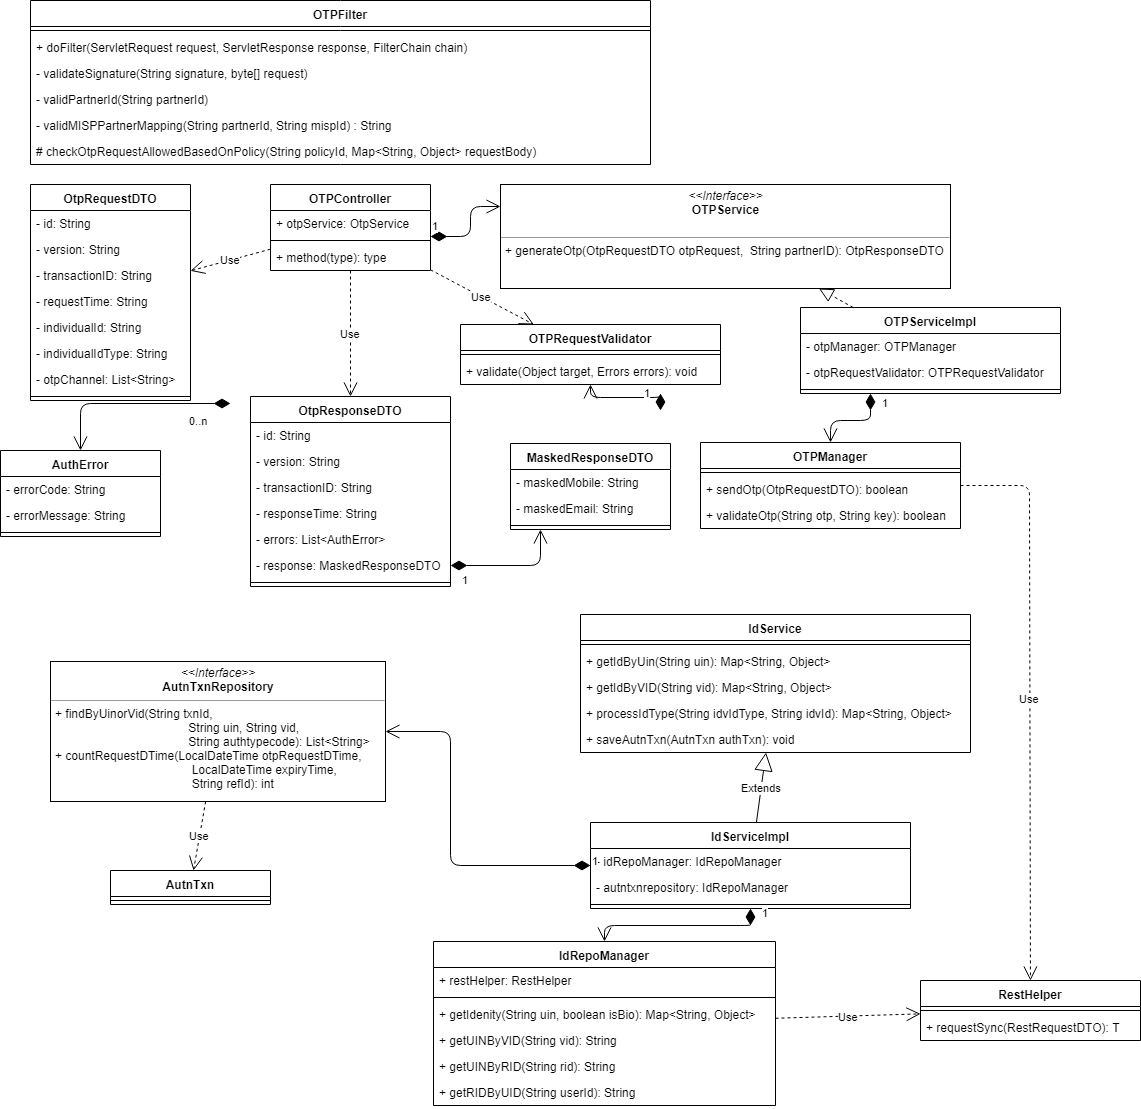 OTPFilter
+ doFilter(ServletRequest request, ServletResponse response, FilterChain chain)
- validateSignature(String signature, byte[] request)
- validPartnerId(String partnerId)
- validMISPPartnerMapping(String partnerId, String mispId) : String
# checkOtpRequestAllowedBasedOnPolicy(String policyId, Map<String, Object> requestBody)
OtpRequestDTO
- id: String
- version: String
- transactionID: String
- requestTime: String
- individualId: String
- individualIdType: String
- otpChannel: List<String>
OTPController
+ otpService: OtpService
+ method(type): type
1
<<Interface>>
OTPService
+ generateOtp(OtpRequestDTO otpRequest,  String partnerID): OtpResponseDTO
Use
Use
Use
OTPRequestValidator
+ validate(Object target, Errors errors): void
1
OTPServiceImpl
- otpManager: OTPManager
- otpRequestValidator: OTPRequestValidator
1
0..n
AuthError
- errorCode: String
- errorMessage: String
OtpResponseDTO
- id: String
- version: String
- transactionID: String
- responseTime: String
- errors: List<AuthError>
- response: MaskedResponseDTO
1
MaskedResponseDTO
- maskedMobile: String
- maskedEmail: String
OTPManager
+ sendOtp(OtpRequestDTO): boolean
+ validateOtp(String otp, String key): boolean
IdService
+ getIdByUin(String uin): Map<String, Object>
+ getIdByVID(String vid): Map<String, Object>
+ processIdType(String idvIdType, String idvId): Map<String, Object>
+ saveAutnTxn(AutnTxn authTxn): void
Use
<<Interface>>
AutnTxnRepository
+ findByUinorVid(String txnId,
String uin, String vid,
String authtypecode): List<String>
+ countRequestDTime(LocalDateTime otpRequestDTime,
LocalDateTime expiryTime,
String refId): int
Use
AutnTxn
Extends
IdServiceImpl
1
- idRepoManager: IdRepoManager
- autntxnrepository: IdRepoManager
1
IdRepoManager
+ restHelper: RestHelper
+ getIdenity(String uin, boolean isBio): Map<String, Object>
+ getUINByVID(String vid): String
+ getUINByRID(String rid): String
+ getRIDByUID(String userId): String
Use
RestHelper
+ requestSync(RestRequestDTO): T